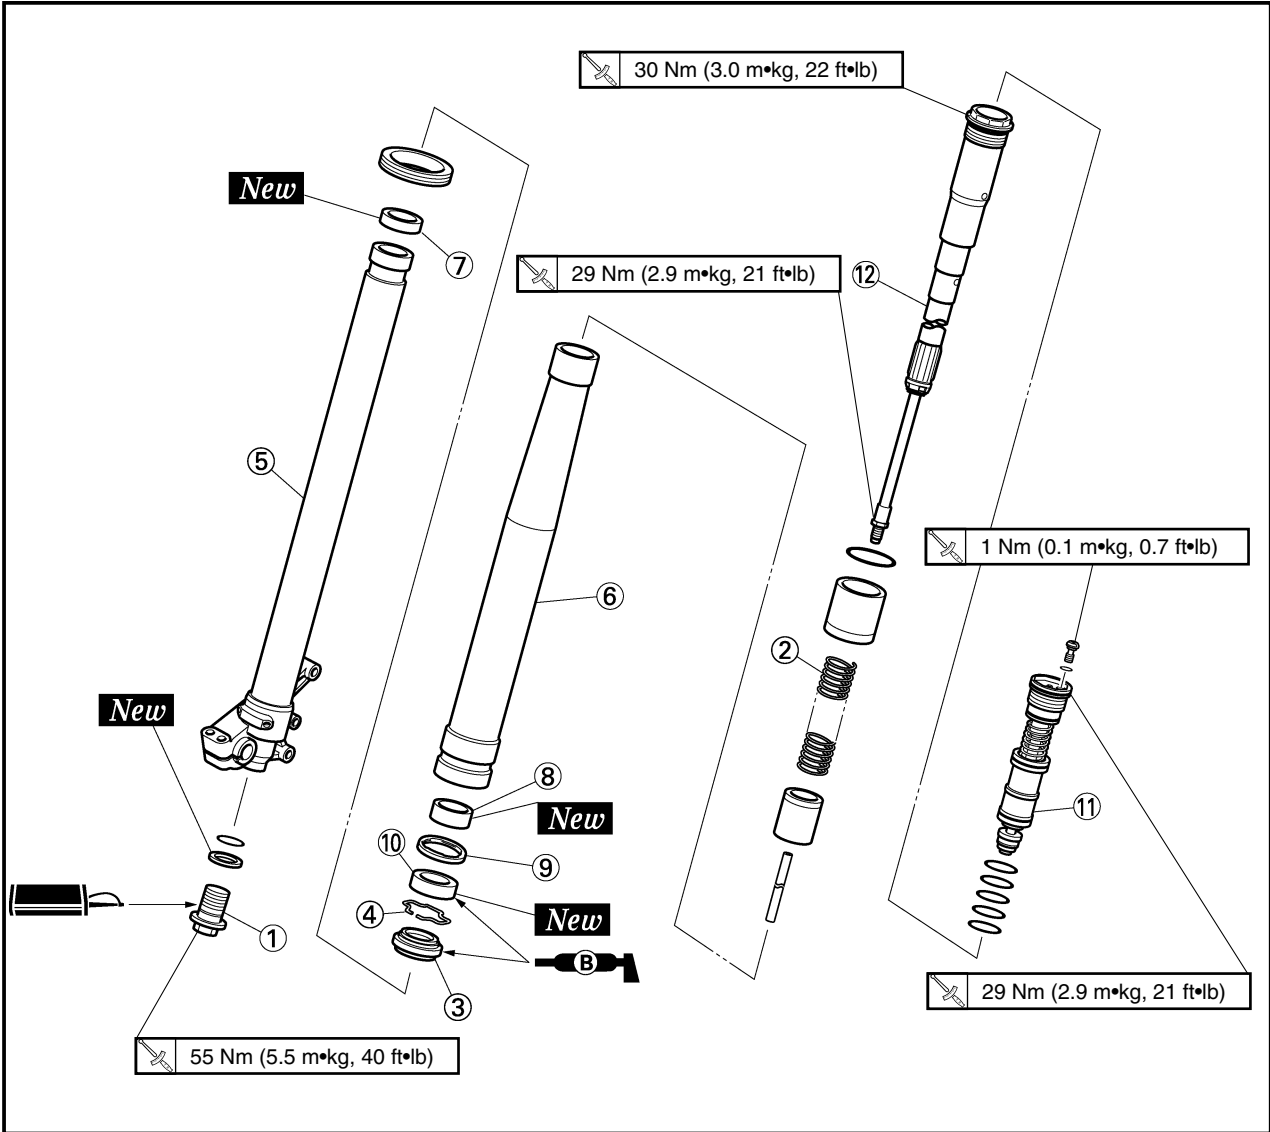 30 Nm (3.0 m•kg, 22 ft•lb)
New
7
29 Nm (2.9 m•kg, 21 ft•lb)
12
5
1 Nm (0.1 m•kg, 0.7 ft•lb)
6
2
New
8
New
11
10
9
4
New
1
B
3
29 Nm (2.9 m•kg, 21 ft•lb)
55 Nm (5.5 m•kg, 40 ft•lb)